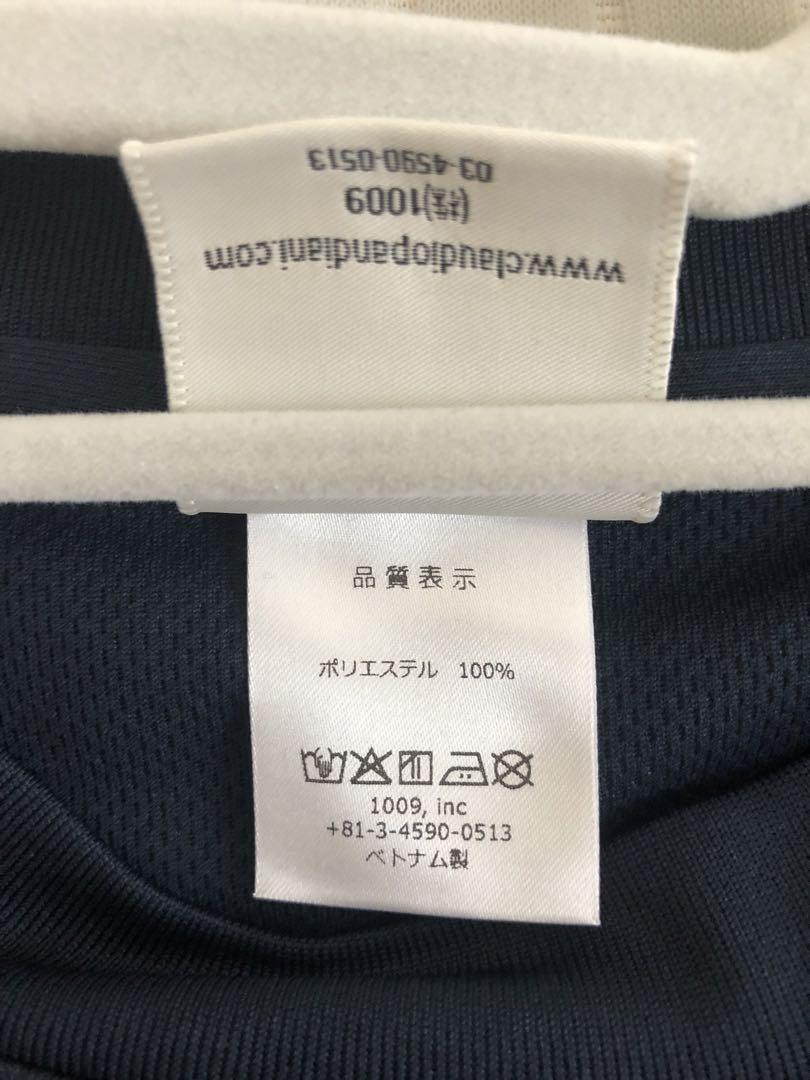 www.claudiopandiani.com
(株)1009
03-4590-0513
品質表示
ポリエステル 100%
1009, inc
+81-3-4590-0513
ベトナム製